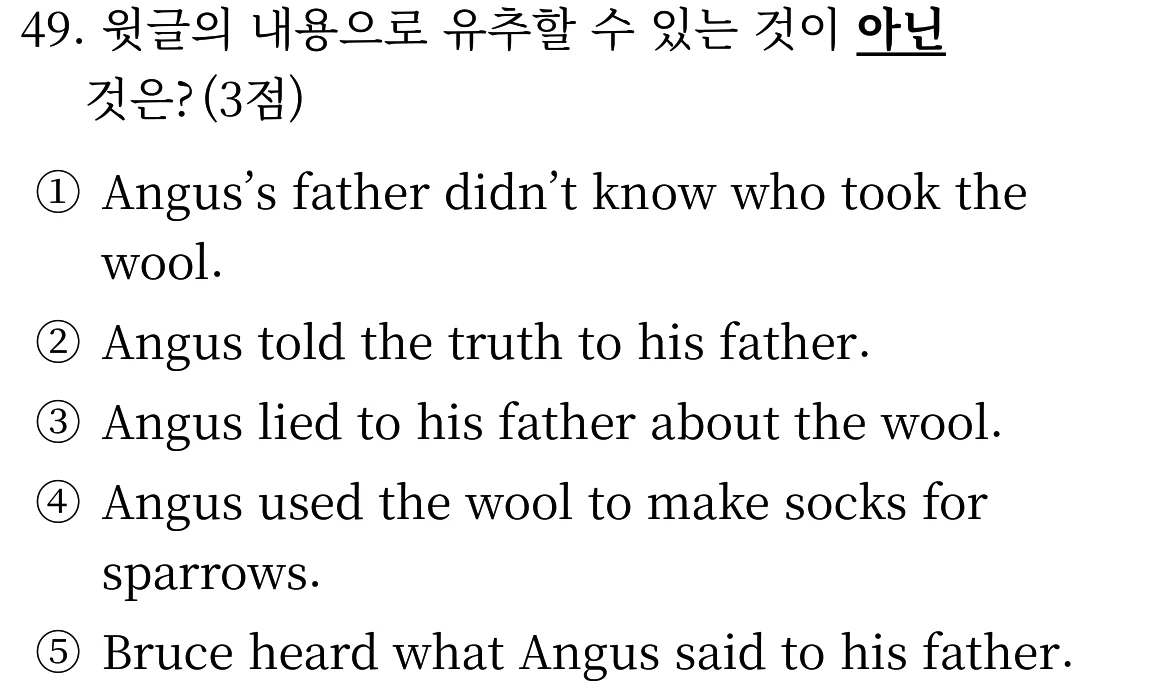 49. 윗글의 내용으로 유추할 수 있는 것이 아닌
것은? (3점)
① Angus’s father didn’t know who took the
wool.
② Angus told the truth to his father.
③ Angus lied to his father about the wool.
④ Angus used the wool to make socks for
sparrows.
⑤ Bruce heard what Angus said to his father.